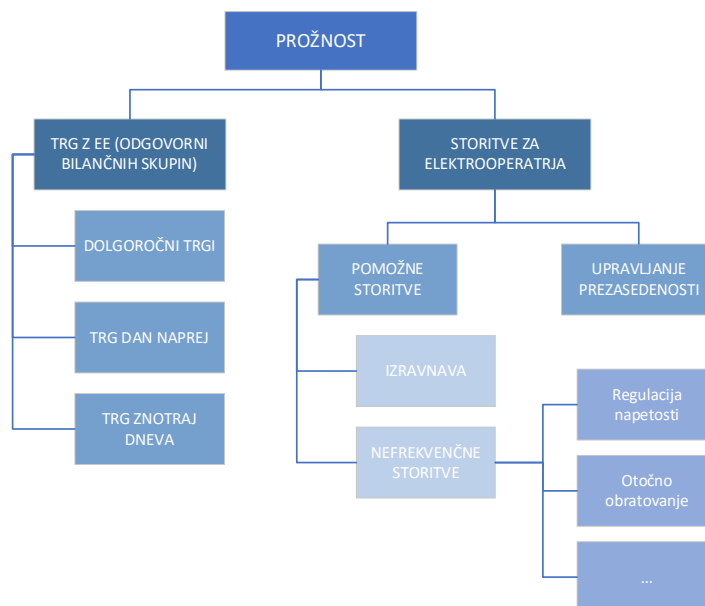 PROŽNOST
TRG Z EE (ODGOVORNI
BILANČNIH SKUPIN)
DOLGOROČNI TRGI
TRG DAN NAPREJ
TRG ZNOTRAJ
DNEVA
STORITVE ZA
ELEKTROOPERATRJA
POMOŽNE
STORITVE
IZRAVNAVA
NEFREKVENČNE
STORITVE
Regulacija
napetosti
Otočno
obratovanje
...
UPRAVLJANJE
PREZASEDENOSTI